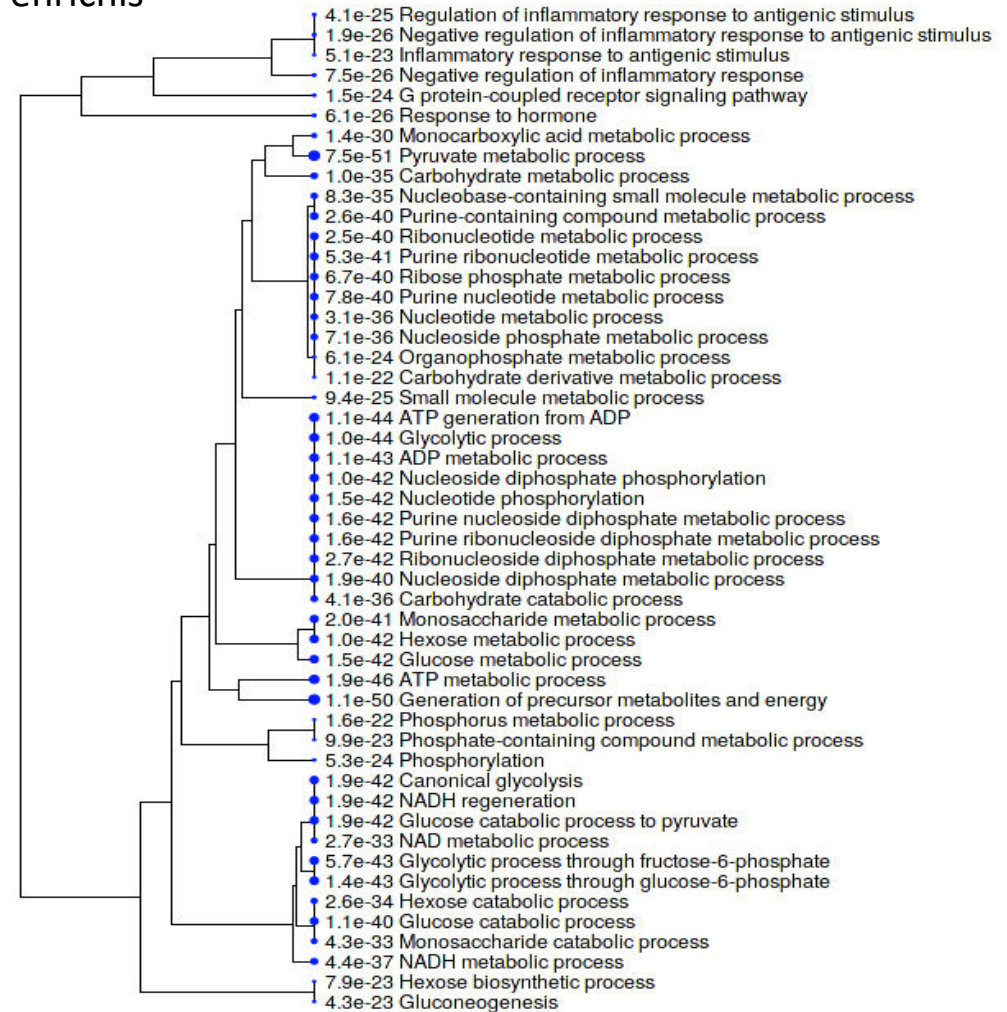 4.1e-25 Regulation of inflammatory response to antigenic stimulus
1.9e-26 Negative regulation of inflammatory response to antigenic stimulus
5.1e-23 Inflammatory response to antigenic stimulus
7.5e-26 Negative regulation of inflammatory response
1.5e-24 G protein-coupled receptor signaling pathway
6.1e-26 Response to hormone
1.4e-30 Monocarboxylic acid metabolic process
7.5e-51 Pyruvate metabolic process
1.0e-35 Carbohydrate metabolic process
8.3e-35 Nucleobase-containing small molecule metabolic process
2.6e-40 Purine-containing compound metabolic process
2.5e-40 Ribonucleotide metabolic process
5.3e-41 Purine ribonucleotide metabolic process
6.7e-40 Ribose phosphate metabolic process
7.8e-40 Purine nucleotide metabolic process
3.1e-36 Nucleotide metabolic process
7.1e-36 Nucleoside phosphate metabolic process
6.1e-24 Organophosphate metabolic process
1.1e-22 Carbohydrate derivative metabolic process
9.4e-25 Small molecule metabolic process
1.1e-44 ATP generation from ADP
1.0e-44 Glycolytic process
1.1e-43 ADP metabolic process
1.0e-42 Nucleoside diphosphate phosphorylation
1.5e-42 Nucleotide phosphorylation
1.6e-42 Purine nucleoside diphosphate metabolic process
1.6e-42 Purine ribonucleoside diphosphate metabolic process
2.7e-42 Ribonucleoside diphosphate metabolic process
1.9e-40 Nucleoside diphosphate metabolic process
4.1e-36 Carbohydrate catabolic process
2.0e-41 Monosaccharide metabolic process
1.0e-42 Hexose metabolic process
1.5e-42 Glucose metabolic process
1.9e-46 ATP metabolic process
1.1e-50 Generation of precursor metabolites and energy
1.6e-22 Phosphorus metabolic process
9.9e-23 Phosphate-containing compound metabolic process
5.3e-24 Phosphorylation
1.9e-42 Canonical glycolysis
1.9e-42 NADH regeneration
1.9e-42 Glucose catabolic process to pyruvate
2.7e-33 NAD metabolic process
5.7e-43 Glycolytic process through fructose-6-phosphate
1.4e-43 Glycolytic process through glucose-6-phosphate
2.6e-34 Hexose catabolic process
1.1e-40 Glucose catabolic process
4.3e-33 Monosaccharide catabolic process
4.4e-37 NADH metabolic process
7.9e-23 Hexose biosynthetic process
4.3e-23 Gluconeogenesis